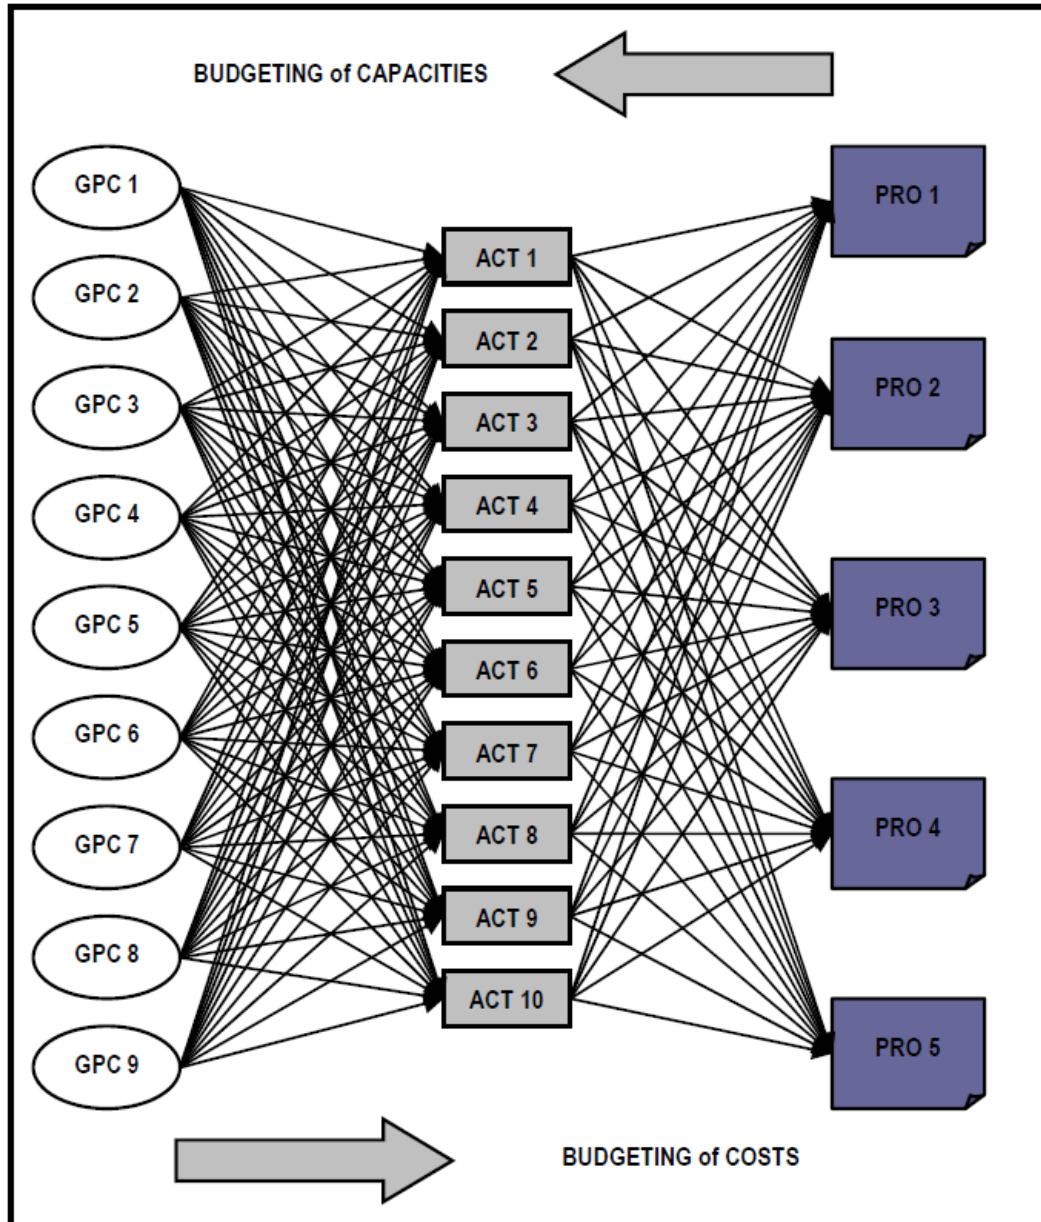 BUDGETING of CAPACITIES
GPC 1
GPC 2
GPC 3
GPC 4
GPC 5
GPC 6
GPC 7
GPC 8
GPC 9
ACT 1
ACT 2
ACT 3
ACT 4
ACT 5
ACT 6
ACT 7
ACT 8
ACT 9
ACT 10
PRO 1
PRO 2
PRO 3
PRO 4
PRO 5
BUDGETING of COSTS